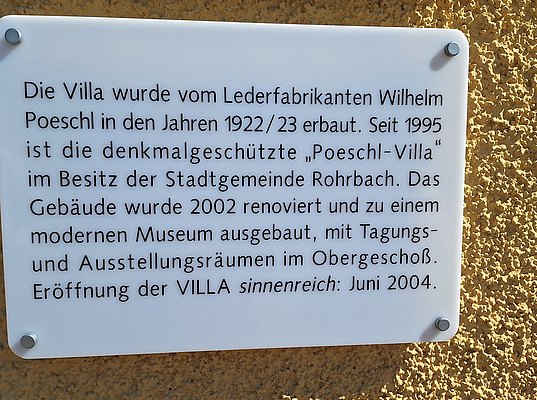 Die Villa wurde vom Lederfabrikanten Wilhelm
Poeschl in den Jahren 1922/23 erbaut. Seit 1995
ist die denkmalgeschützte „Poeschl-Villa“
im Besitz der Stadtgemeinde Rohrbach. Das
Gebäude wurde 2002 renoviert und zu einem
modernen Museum ausgebaut, mit Tagungs-
und Ausstellungsräumen im Obergeschoß.
Eröffnung der VILLA sinnenreich: Juni 2004.